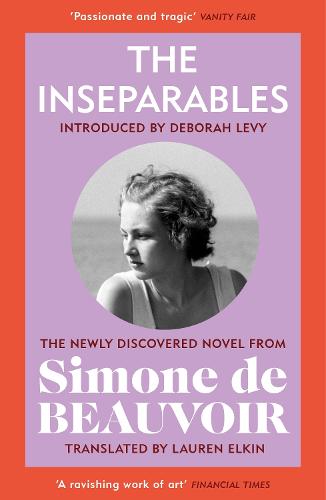 'Passionate and tragic' VANITY FAIR
THE
INSEPARABLES
INTRODUCED BY DEBORAH LEVY
THE NEWLY DISCOVERED NOVEL FROM
Simone de
BEAUVOIR
TRANSLATED BY LAUREN ELKIN
'A ravishing work of art' FINANCIAL TIMES